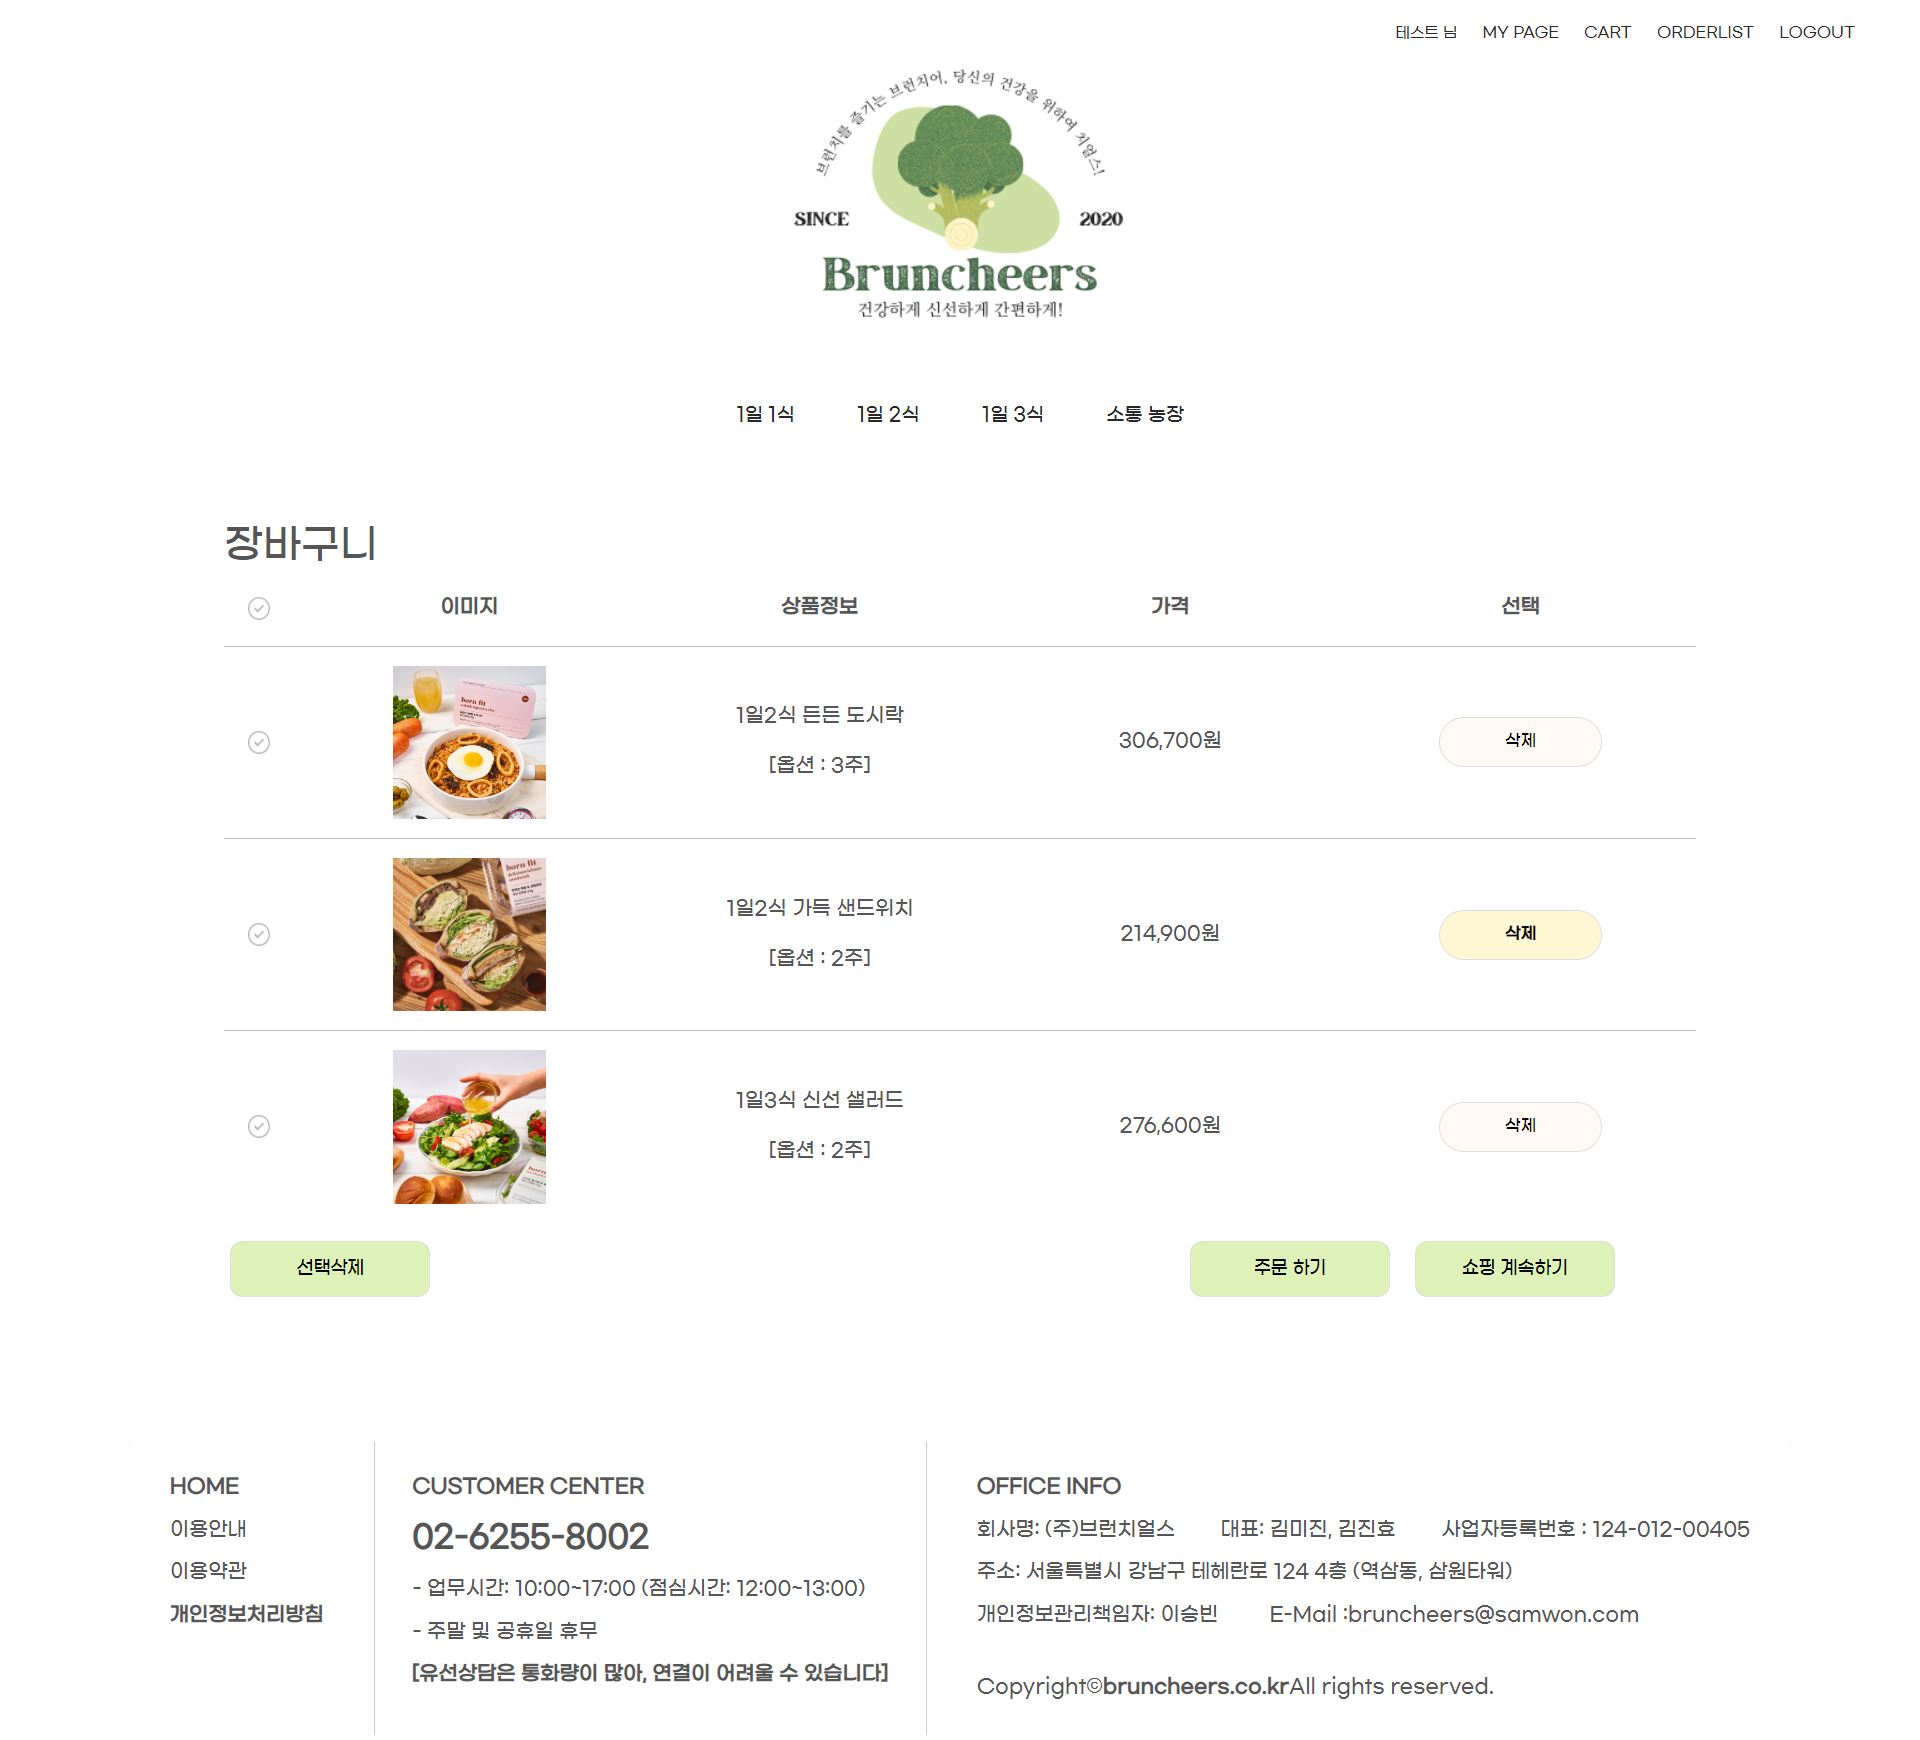 테스트 님 MY PAGE CART ORDERLIST LOGOUT
브런치를 즐기는 브런치어, 당신의 건강을 위하여 치얼스!
SINCE 2020
Bruncheers
건강하게 신선하게 간편하게!
1일 1식 1일 2식 1일 3식 소통 농장
장바구니
이미지 상품정보 가격 선택
born fit
1일2식 든든 도시락
[옵션 : 3주]
306,700원
삭제
born fit
1일2식 가득 샌드위치
[옵션 : 2주]
214,900원
삭제
born
1일3식 신선 샐러드
[옵션 : 2주]
276,600원
삭제
선택삭제 주문 하기 쇼핑 계속하기
HOME
이용안내
이용약관
개인정보처리방침
CUSTOMER CENTER
02-6255-8002
- 업무시간: 10:00~17:00 (점심시간: 12:00~13:00)
- 주말 및 공휴일 휴무
[유선상담은 통화량이 많아, 연결이 어려울 수 있습니다]
OFFICE INFO
회사명: (주)브런치얼스 대표: 김미진, 김진효 사업자등록번호 : 124-012-00405
주소: 서울특별시 강남구 테헤란로 124 4층 (역삼동, 삼원타워)
개인정보관리책임자: 이승빈 E-Mail :bruncheers@samwon.com
Copyright©bruncheers.co.krAll rights reserved.